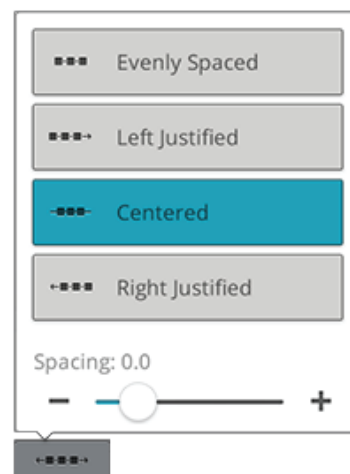 Evenly Spaced
Left Justified
Centered
Right Justified
Spacing: 0.0